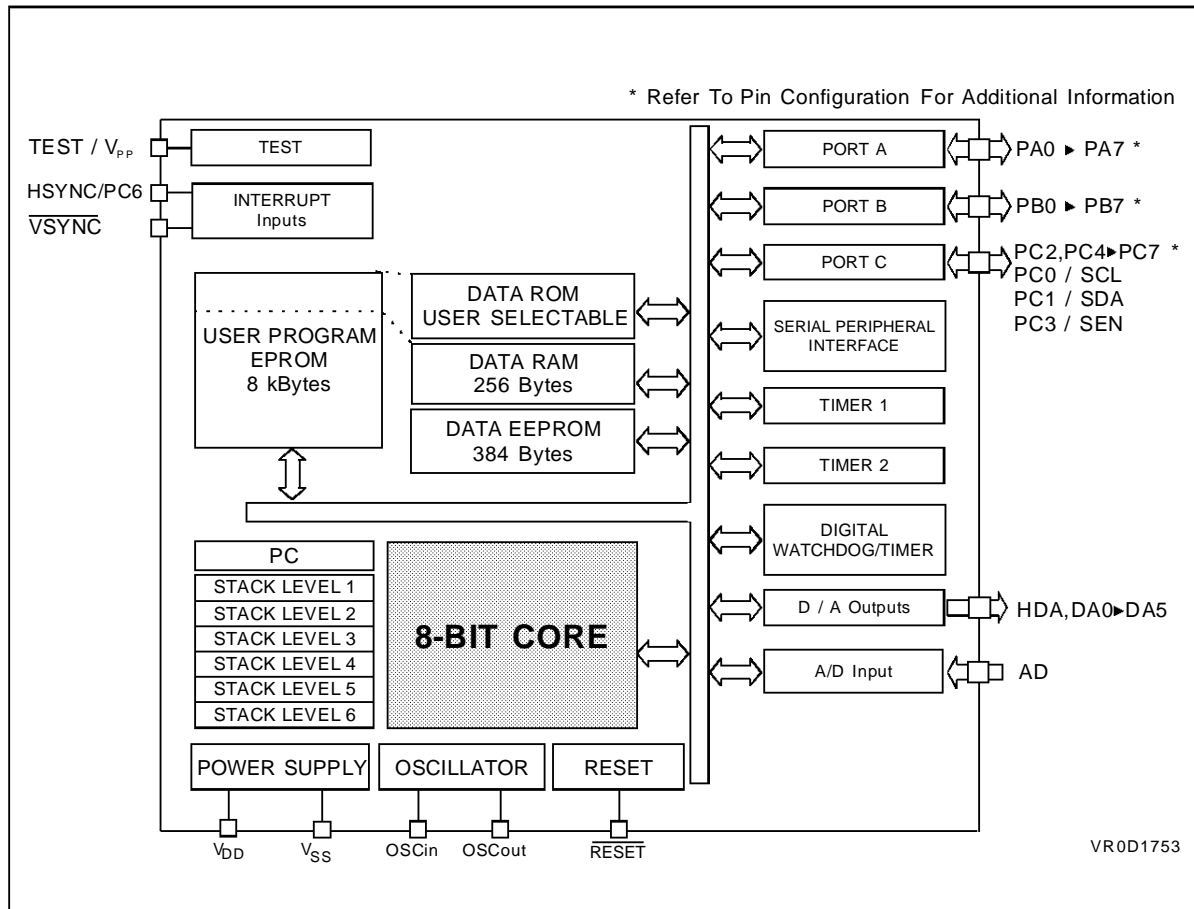 * Refer To Pin Configuration For Additional Information
TEST / VPP
TEST
HSYNC/PC6
VSYNC
INTERRUPT
Inputs
USER PROGRAM
EPROM
8 kBytes
DATA ROM
USER SELECTABLE
DATA RAM
256 Bytes
DATA EEPROM
384 Bytes
PC
STACK LEVEL 1
STACK LEVEL 2
STACK LEVEL 3
STACK LEVEL 4
STACK LEVEL 5
STACK LEVEL 6
8-BIT CORE
POWER SUPPLY
OSCILLATOR
RESET
VDD
VSS
OSCin
OSCout
RESET
PORT A
PA0 ▸ PA7 *
PORT B
PB0 ▸ PB7 *
PORT C
PC2,PC4▸PC7 *
PC0 / SCL
PC1 / SDA
PC3 / SEN
SERIAL PERIPHERAL
INTERFACE
TIMER 1
TIMER 2
DIGITAL
WATCHDOG/TIMER
D / A Outputs
HDA,DA0▸DA5
A/D Input
AD
VR0D1753